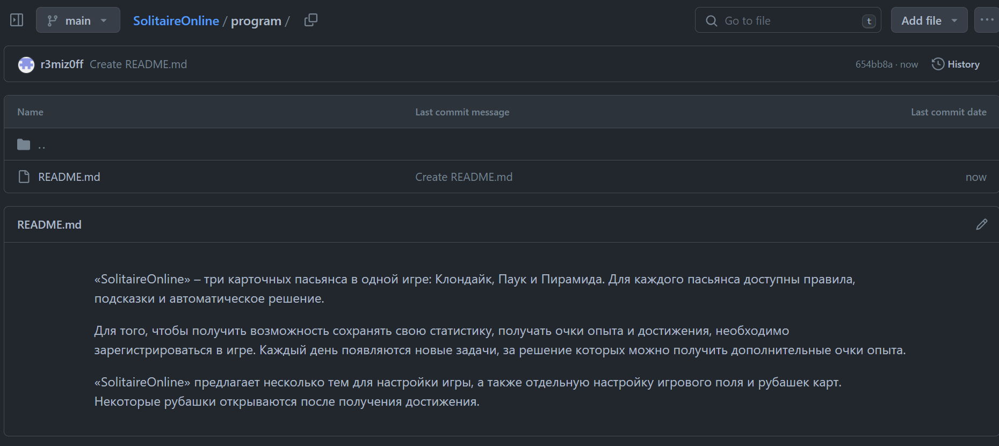 main SolitaireOnline / program / Go to file t Add file ...
r3miz0ff Create README.md 654bb8a · now History
Name Last commit message Last commit date
..
README.md Create README.md now
README.md
«SolitaireOnline» – три карточных пасьянса в одной игре: Клондайк, Паук и Пирамида. Для каждого пасьянса доступны правила,
подсказки и автоматическое решение.
Для того, чтобы получить возможность сохранять свою статистику, получать очки опыта и достижения, необходимо
зарегистрироваться в игре. Каждый день появляются новые задачи, за решение которых можно получить дополнительные очки опыта.
«SolitaireOnline» предлагает несколько тем для настройки игры, а также отдельную настройку игрового поля и рубашек карт.
Некоторые рубашки открываются после получения достижения.